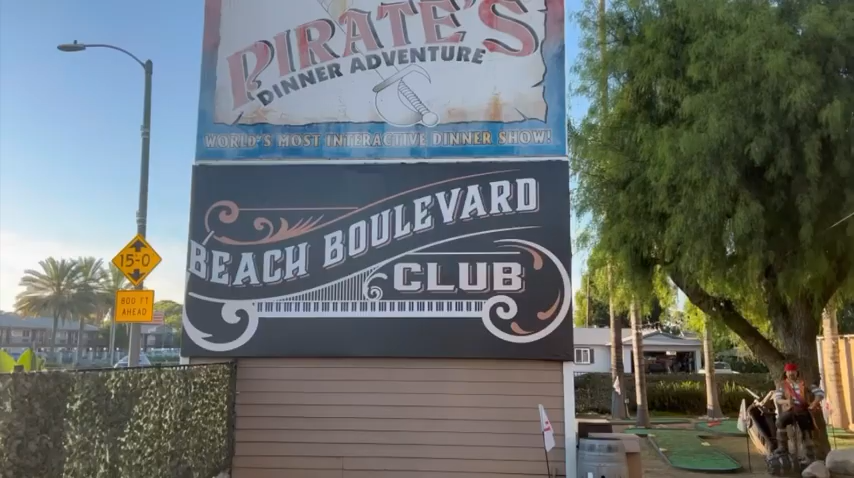 PIRATE'S
DINNER ADVENTURE
WORLD'S MOST INTERACTIVE DINNER SHOW!
BEACH BOULEVARD
CLUB
15-0
800 FT
AHEAD